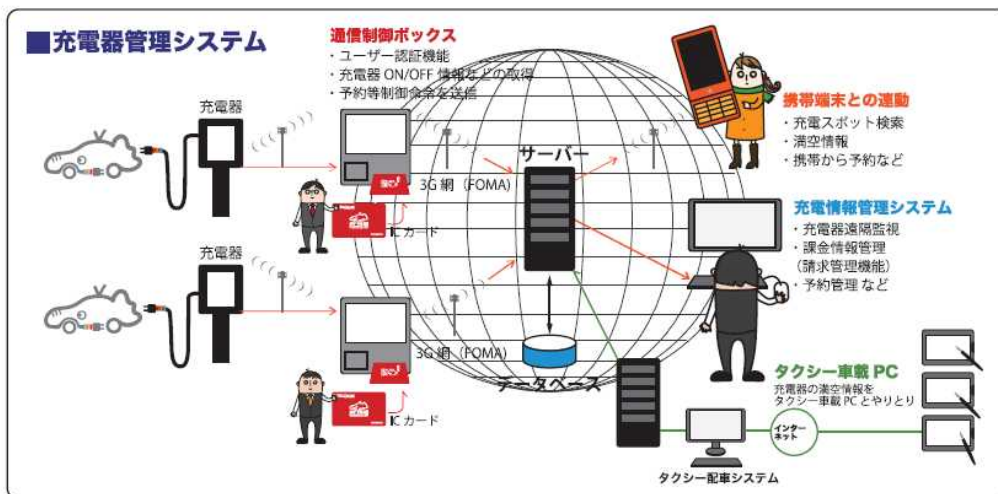 ■充電器管理システム
通信制御ボックス
・ユーザー認証機能
・充電器 ON/OFF 情報などの取得
・予約等制御命令を送信
充電器
3G 網（FOMA）
IC カード
サーバー
携帯端末との連動
・充電スポット検索
・満空情報
・携帯から予約など
充電情報管理システム
・充電器遠隔監視
・課金情報管理
（請求管理機能）
・予約管理 など
充電器
3G 網（FOMA）
IC カード
データベース
タクシー車載 PC
充電器の満空情報を
タクシー車載 PC とやりとり
インター
ネット
タクシー配車システム